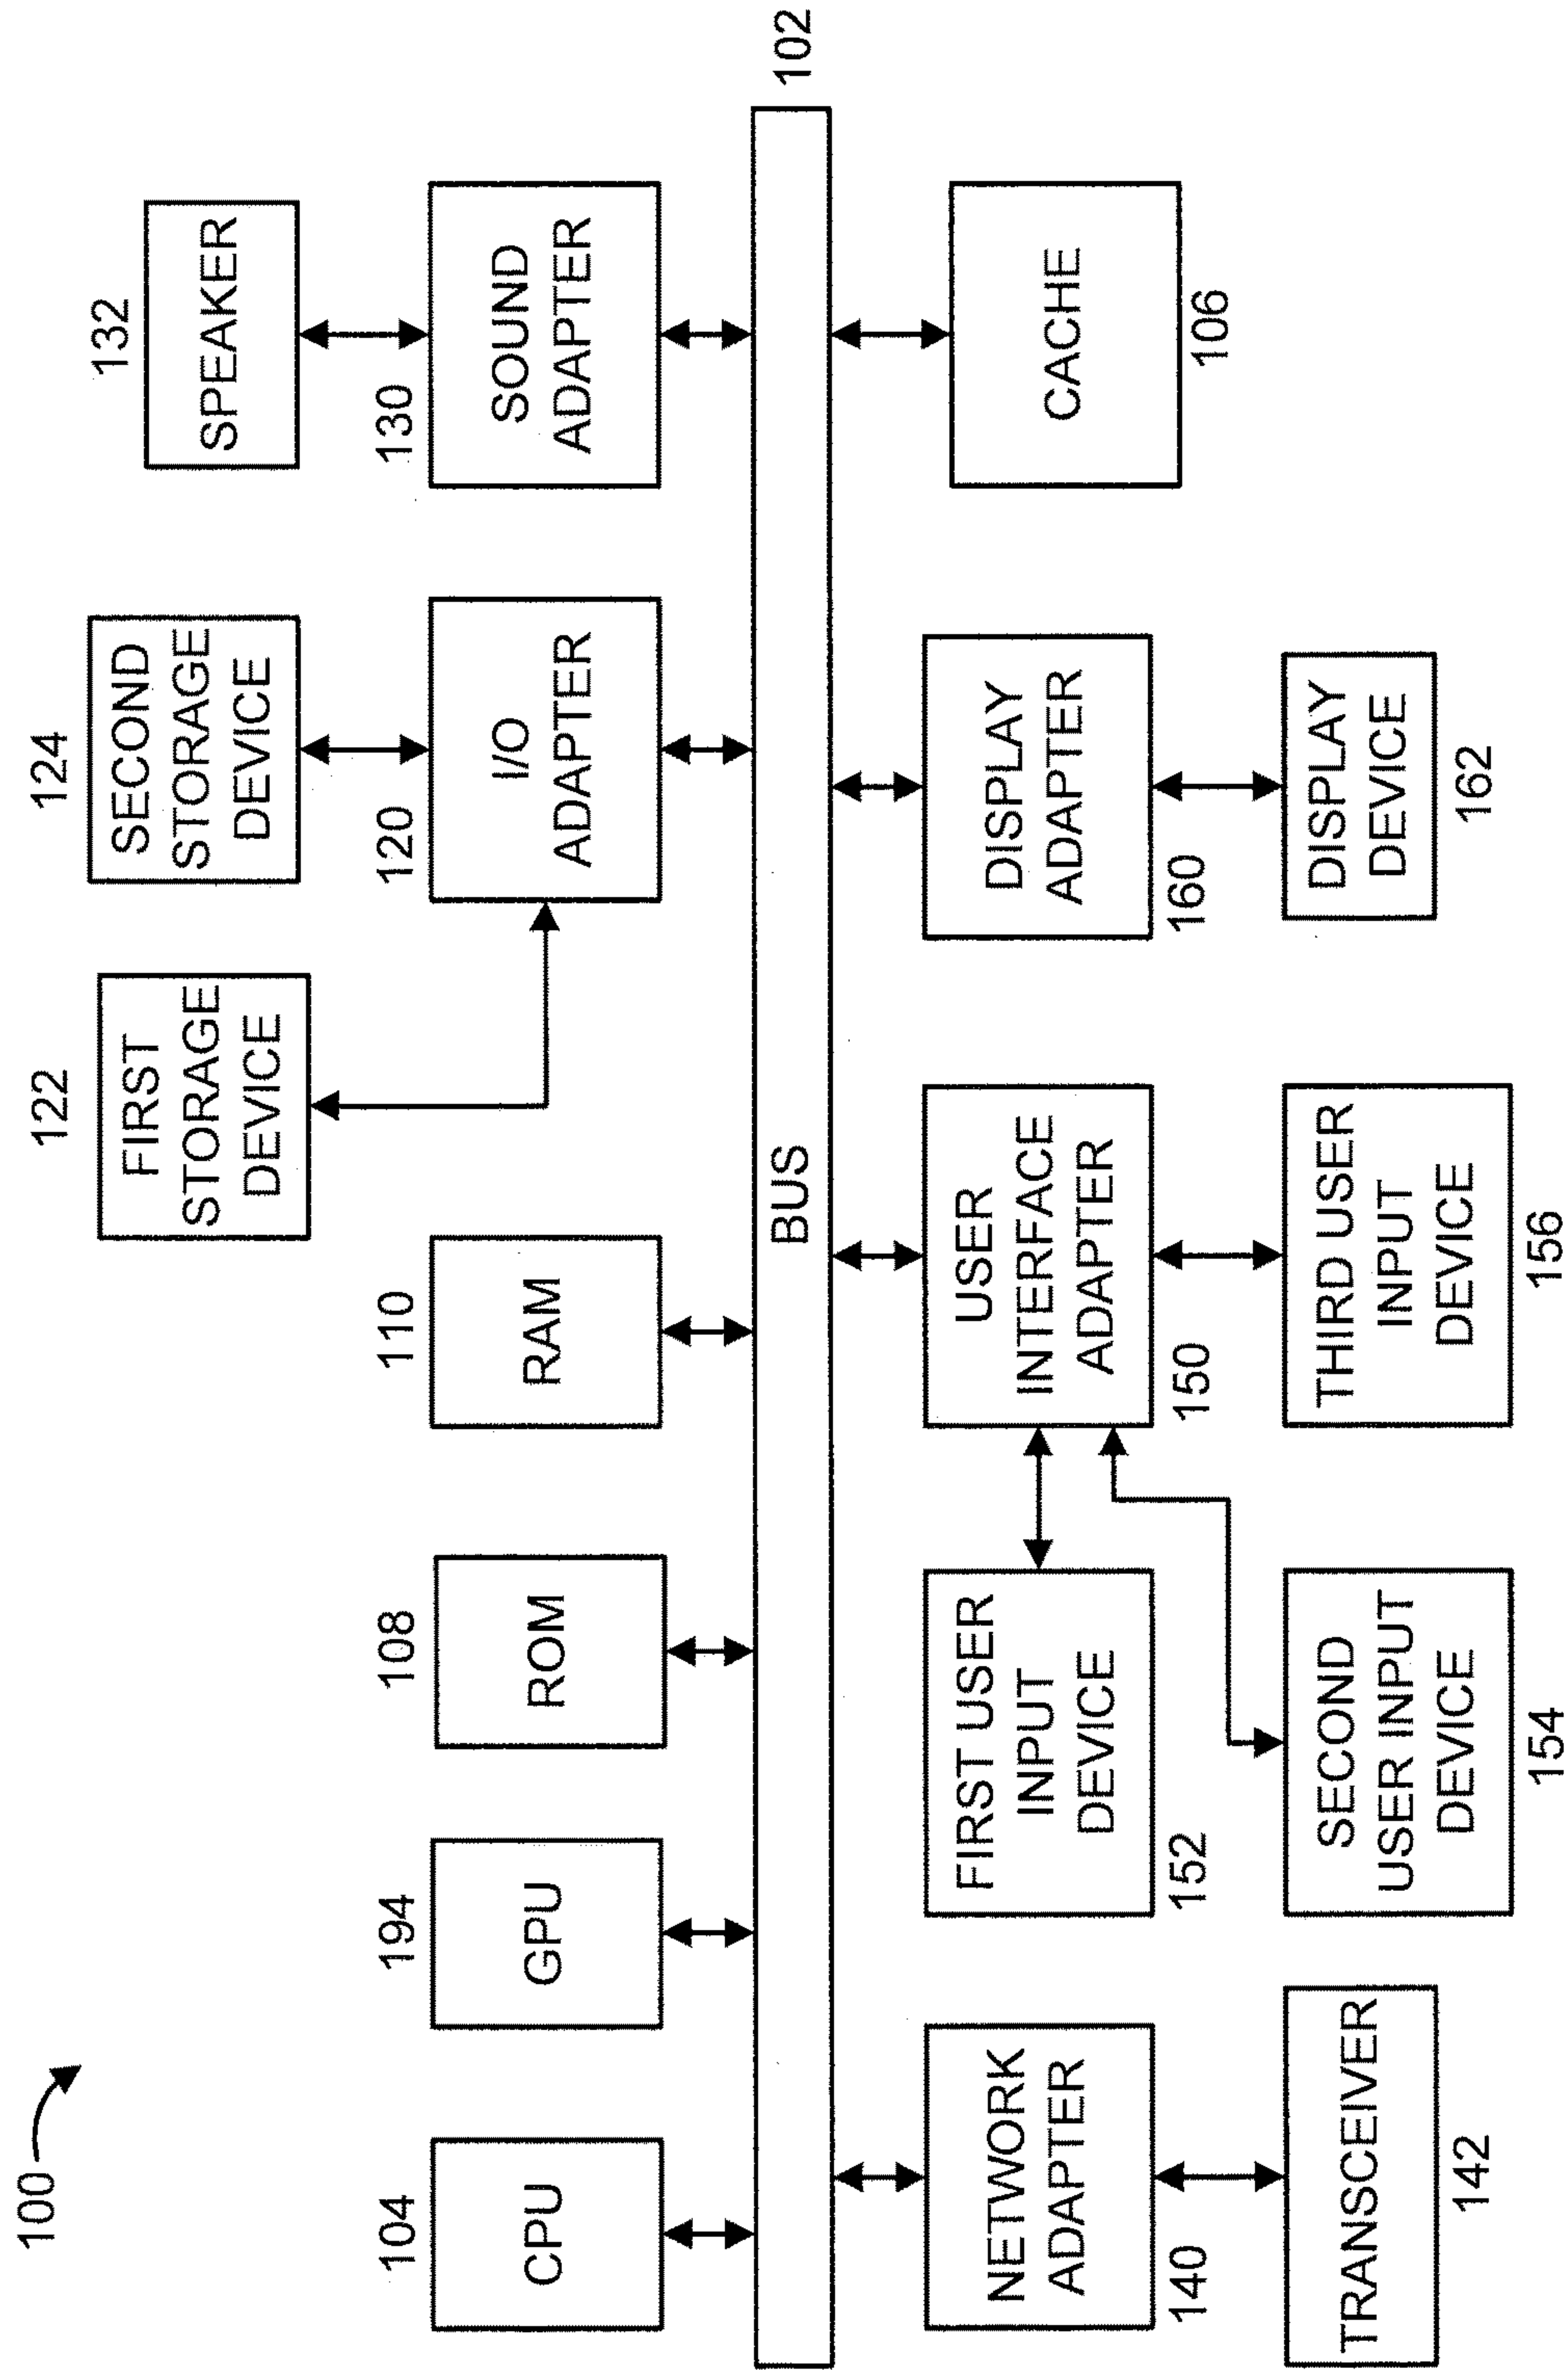 100
132
SPEAKER
124
SECOND
STORAGE
DEVICE
122
FIRST
STORAGE
DEVICE
104
CPU
194
GPU
108
ROM
110
RAM
120
I/O
ADAPTER
130
SOUND
ADAPTER
BUS
102
NETWORK
ADAPTER
140
FIRST USER
INPUT
DEVICE
152
USER
INTERFACE
ADAPTER
150
DISPLAY
ADAPTER
160
CACHE
106
TRANSCEIVER
142
SECOND
USER INPUT
DEVICE
154
THIRD USER
INPUT
DEVICE
156
DISPLAY
DEVICE
162